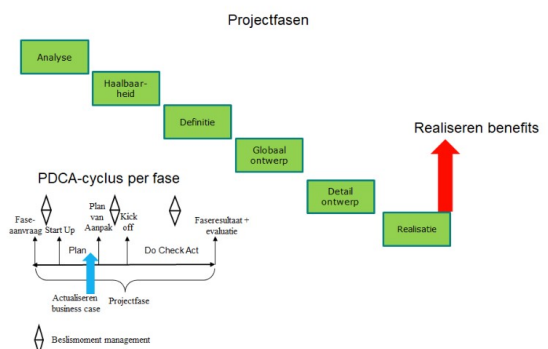 Projectfasen
Analyse
Haalbaar-
heid
Definitie
Globaal
ontwerp
Detail
ontwerp
Realisatie
Realiseren benefits
PDCA-cyclus per fase
Fase-
aanvraag
Start Up
Plan
van
Aanpak
Kick
off
Faseresultaat +
evaluatie
Plan
Do Check Act
Actualiseren
business case
Projectfase
Beslismoment management